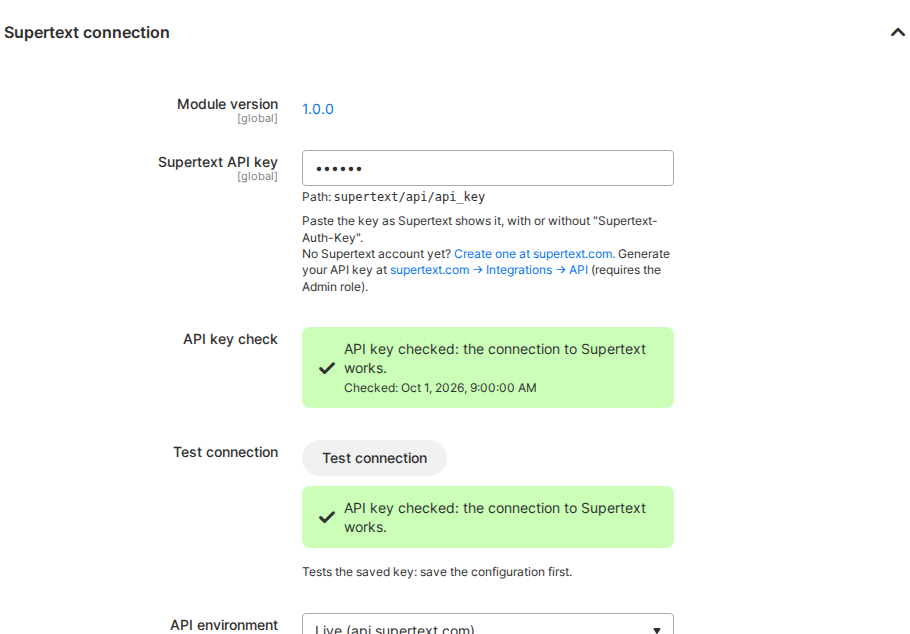 Supertext connection
Module version
[global]
1.0.0
Supertext API key
[global]
••••••
Path: supertext/api/api_key
Paste the key as Supertext shows it, with or without "Supertext-
Auth-Key".
No Supertext account yet? Create one at supertext.com. Generate
your API key at supertext.com → Integrations → API (requires the
Admin role).
API key check
API key checked: the connection to Supertext
works.
Checked: Oct 1, 2026, 9:00:00 AM
Test connection
Test connection
API key checked: the connection to Supertext
works.
Tests the saved key: save the configuration first.
API environment
Live (api.supertext.com)